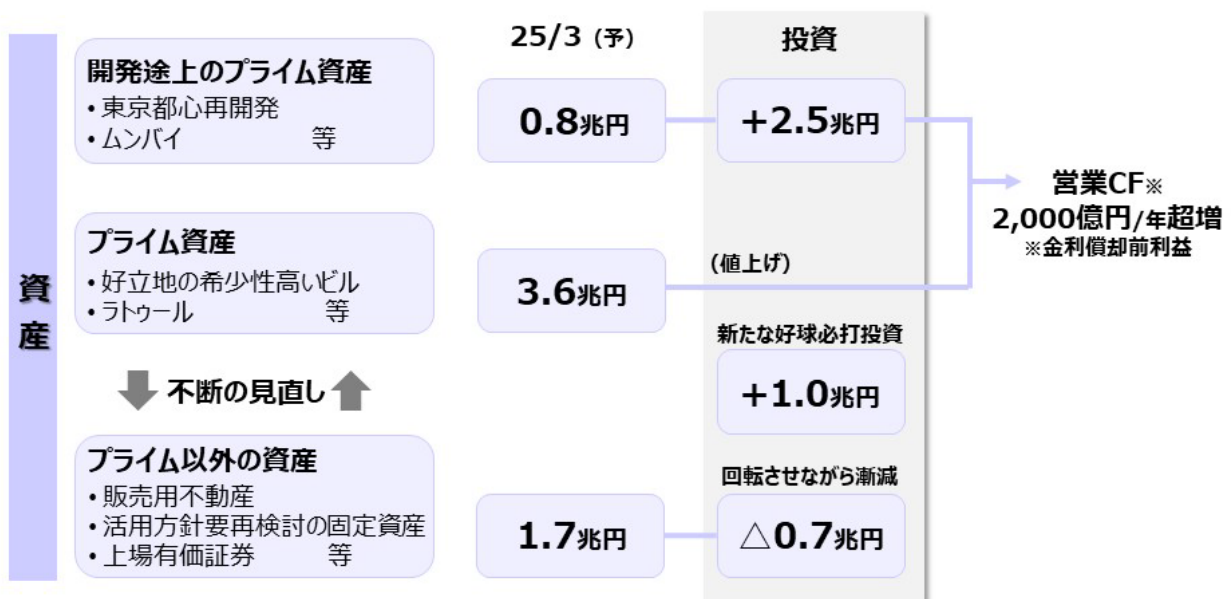 25/3（予）
投資
資産
開発途上のプライム資産
・東京都心再開発
・ムンバイ 等
0.8兆円
+2.5兆円
営業CF※
2,000億円/年超増
※金利償却前利益
プライム資産
・好立地の希少性高いビル
・ラトゥール 等
3.6兆円
(値上げ)
新たな好球必打投資
+1.0兆円
不断の見直し
プライム以外の資産
・販売用不動産
・活用方針要再検討の固定資産
・上場有価証券 等
1.7兆円
回転させながら漸減
△0.7兆円